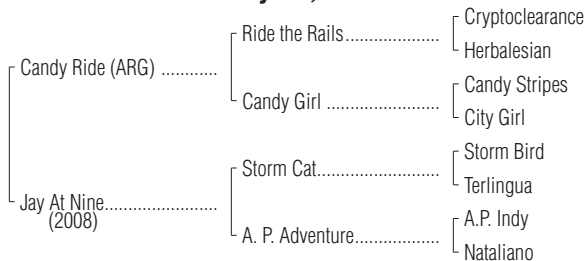 Cryptoclearance
Ride the Rails
Herbalesian
Candy Ride (ARG)
Candy Stripes
Candy Girl
City Girl
Storm Bird
Storm Cat
Terlingua
Jay At Nine
(2008)
A.P. Indy
A. P. Adventure
Nataliano